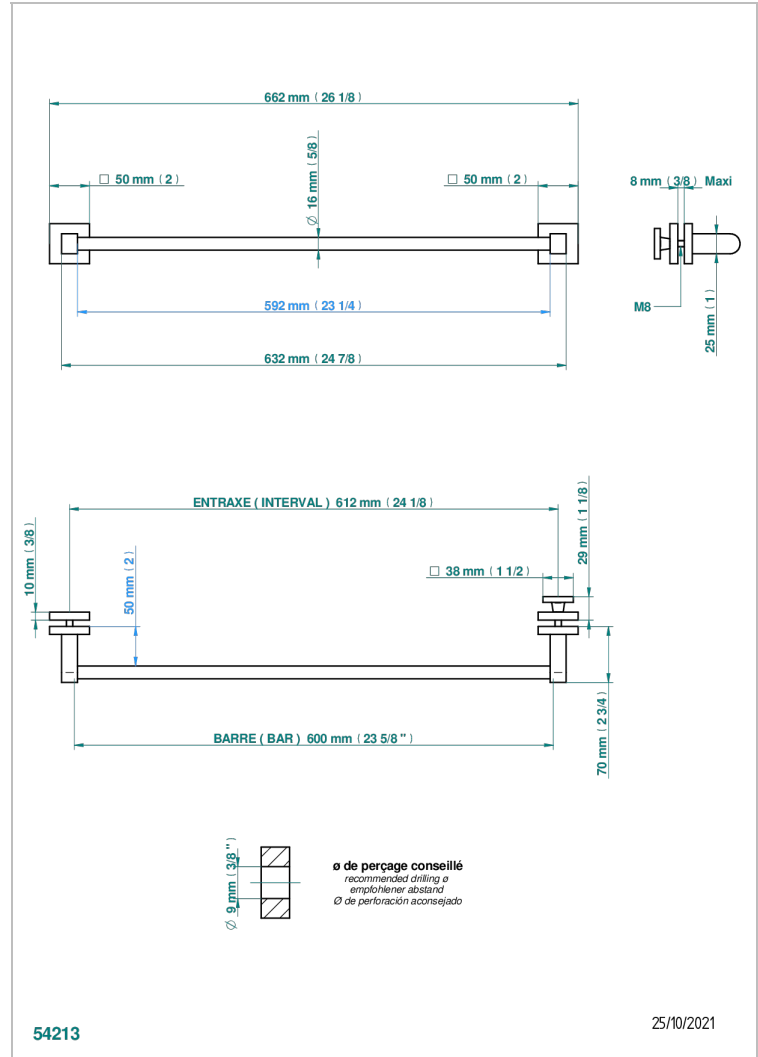 662 mm ( 26 1/8 )
□ 50 mm ( 2 )
Ø 16 mm ( 5/8 )
□ 50 mm ( 2 )
8 mm ( 3/8 ) Maxi
592 mm ( 23 1/4 )
M8
25 mm ( 1 )
632 mm ( 24 7/8 )
ENTRAXE ( INTERVAL ) 612 mm ( 24 1/8 )
10 mm ( 3/8 )
50 mm ( 2 )
□ 38 mm ( 1 1/2 )
29 mm ( 1 1/8 )
BARRE ( BAR ) 600 mm ( 23 5/8 " )
70 mm ( 2 3/4 )
Ø 9 mm ( 3/8 " )
ø de perçage conseillé
recommended drilling ø
empfohlener abstand
Ø de perforación aconsejado
54213
25/10/2021